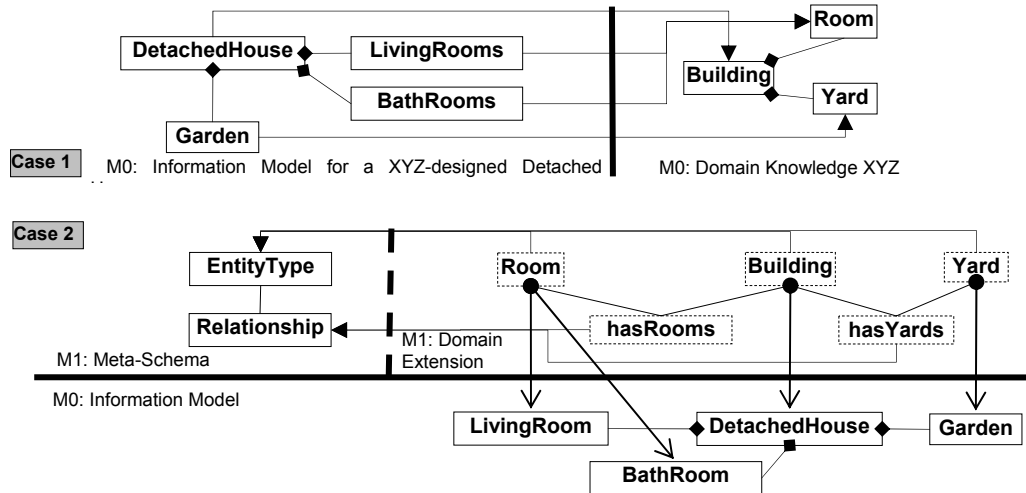 Room
DetachedHouse
LivingRooms
Building
BathRooms
Yard
Garden
Case 1
M0: Information Model for a XYZ-designed Detached
M0: Domain Knowledge XYZ
Case 2
EntityType
Room
Building
Yard
Relationship
hasRooms
hasYards
M1: Meta-Schema
M1: Domain
Extension
M0: Information Model
LivingRoom
DetachedHouse
Garden
BathRoom